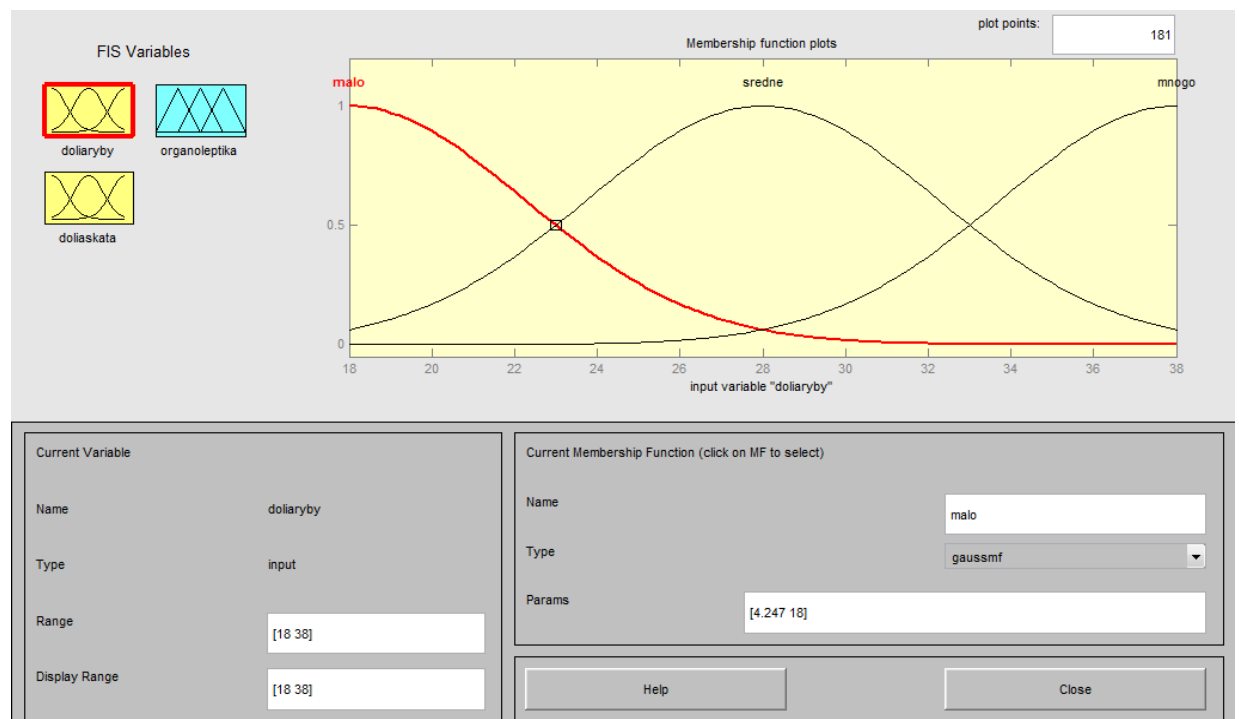 plot points:
181
FIS Variables
Membership function plots
malo
sredne
mnogo
doliaryby
organoleptika
doliaskata
1
0.5
0
18 20 22 24 26 28 30 32 34 36 38
input variable "doliaryby"
Current Variable
Name doliaryby
Type input
Range [18 38]
Display Range [18 38]
Current Membership Function (click on MF to select)
Name malo
Type gaussmf
Params [4.247 18]
Help
Close